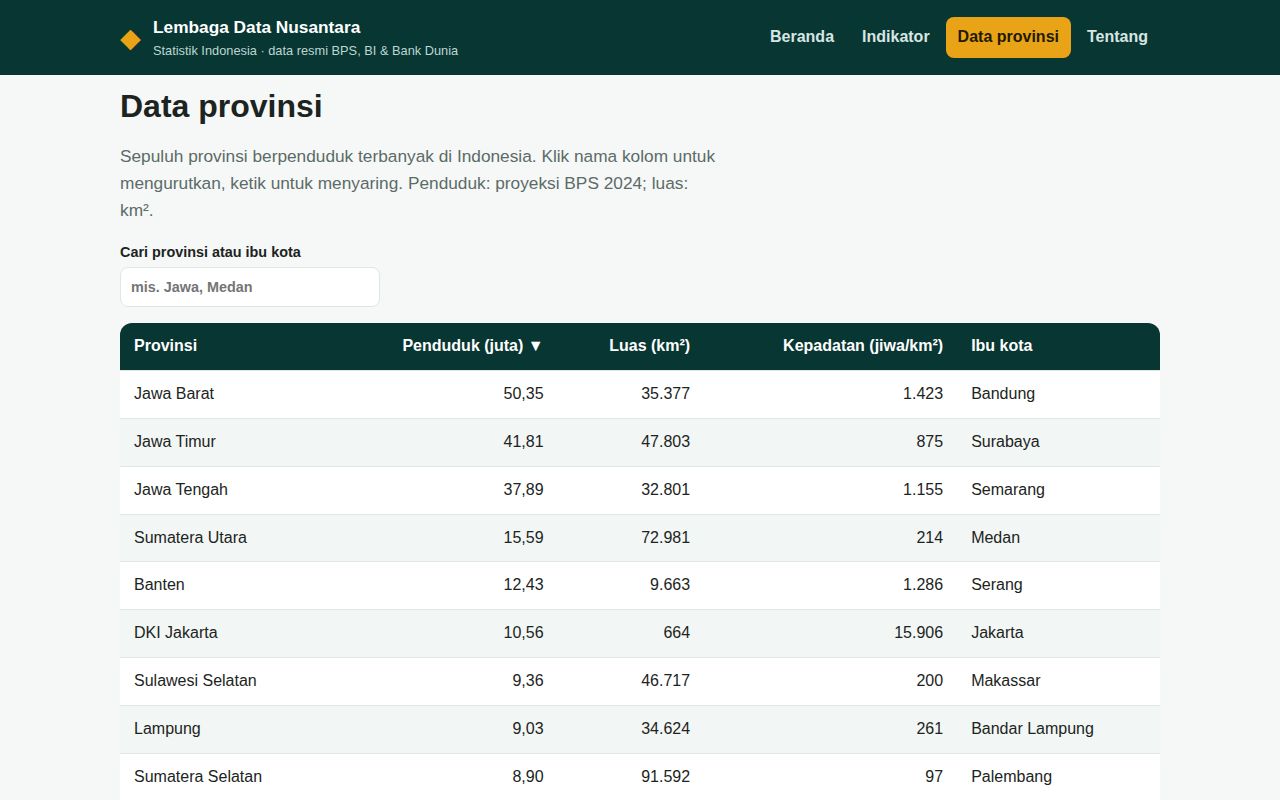 Lembaga Data Nusantara
Statistik Indonesia · data resmi BPS, BI & Bank Dunia
Beranda Indikator Data provinsi Tentang
Data provinsi
Sepuluh provinsi berpenduduk terbanyak di Indonesia. Klik nama kolom untuk
mengurutkan, ketik untuk menyaring. Penduduk: proyeksi BPS 2024; luas:
km².
Cari provinsi atau ibu kota
mis. Jawa, Medan
Provinsi Penduduk (juta) ▼ Luas (km²) Kepadatan (jiwa/km²) Ibu kota
Jawa Barat 50,35 35.377 1.423 Bandung
Jawa Timur 41,81 47.803 875 Surabaya
Jawa Tengah 37,89 32.801 1.155 Semarang
Sumatera Utara 15,59 72.981 214 Medan
Banten 12,43 9.663 1.286 Serang
DKI Jakarta 10,56 664 15.906 Jakarta
Sulawesi Selatan 9,36 46.717 200 Makassar
Lampung 9,03 34.624 261 Bandar Lampung
Sumatera Selatan 8,90 91.592 97 Palembang